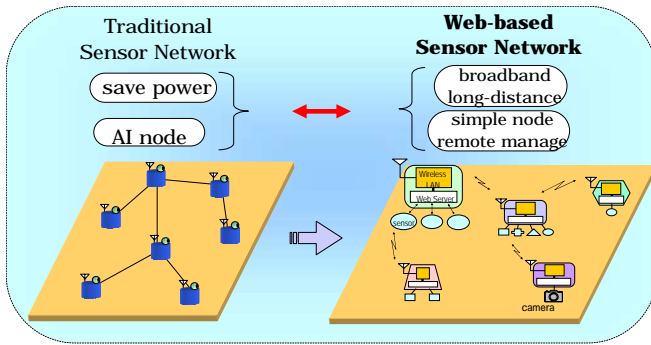 Traditional
Sensor Network
save power
AI node
Web-based
Sensor Network
broadband
long-distance
simple node
remote manage
Wireless
LAN
Web Server
sensor
camera